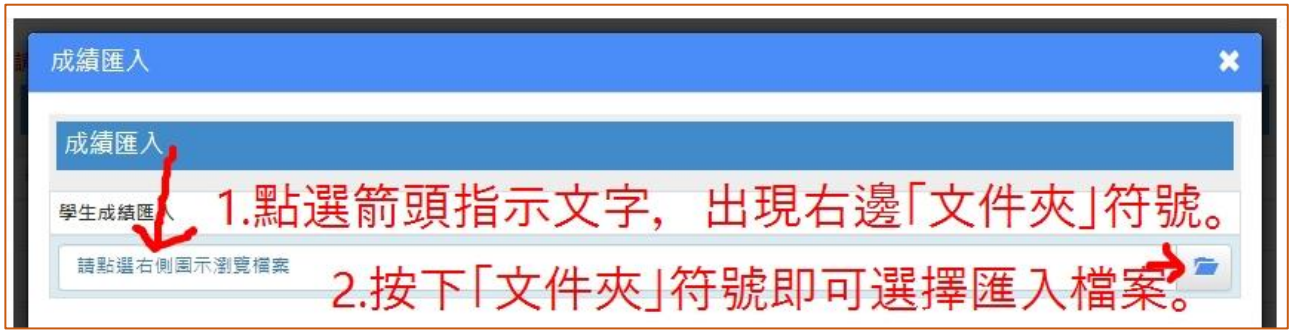 成績匯入
成績匯入
學生成績匯入
1.點選箭頭指示文字, 出現右邊「文件夾」符號。
請點選右側圖示瀏覽檔案
2.按下「文件夾」符號即可選擇匯入檔案。